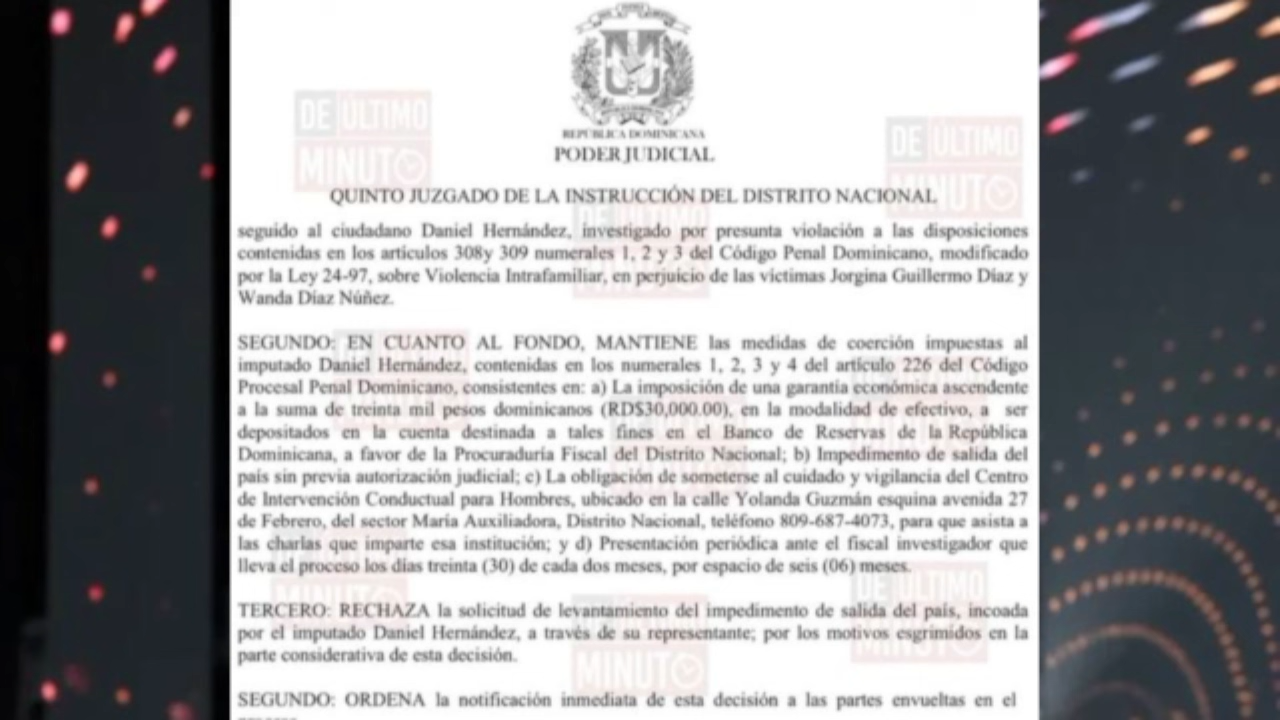 REPÚBLICA DOMINICANA
PODER JUDICIAL
DE ÚLTIMO
MINUTO
DE ÚLTIMO
MINUTO
QUINTO JUZGADO DE LA INSTRUCCIÓN DEL DISTRITO NACIONAL
seguido al ciudadano Daniel Hernández, investigado por presunta violación a las disposiciones
contenidas en los artículos 308y 309 numerales 1, 2 y 3 del Código Penal Dominicano, modificado
por la Ley 24-97, sobre Violencia Intrafamiliar, en perjuicio de las víctimas Jorgina Guillermo Díaz y
Wanda Díaz Núñez.
SEGUNDO: EN CUANTO AL FONDO, MANTIENE las medidas de coerción impuestas al
imputado Daniel Hernández, contenidas en los numerales 1, 2, 3 y 4 del artículo 226 del Código
Procesal Penal Dominicano, consistentes en: a) La imposición de una garantía económica ascendente
a la suma de treinta mil pesos dominicanos (RD$30,000.00), en la modalidad de efectivo, a ser
depositados en la cuenta destinada a tales fines en el Banco de Reservas de la República
Dominicana, a favor de la Procuraduría Fiscal del Distrito Nacional; b) Impedimento de salida del
país sin previa autorización judicial; c) La obligación de someterse al cuidado y vigilancia del Centro
de Intervención Conductual para Hombres, ubicado en la calle Yolanda Guzmán esquina avenida 27
de Febrero, del sector María Auxiliadora, Distrito Nacional, teléfono 809-687-4073, para que asista a
las charlas que imparte esa institución; y d) Presentación periódica ante el fiscal investigador que
lleva el proceso los días treinta (30) de cada dos meses, por espacio de seis (06) meses.
DE ÚLTIMO
MINUTO
TERCERO: RECHAZA la solicitud de levantamiento del impedimento de salida del país, incoada
por el imputado Daniel Hernández, a través de su representante; por los motivos esgrimidos en la
parte considerativa de esta decisión.
MINUTO
SEGUNDO: ORDENA la notificación inmediata de esta decisión a las partes envueltas en el